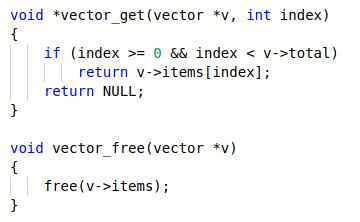 void *vector_get(vector *v, int index)
{
    if (index >= 0 && index < v->total)
        return v->items[index];
    return NULL;
}

void vector_free(vector *v)
{
    free(v->items);
}